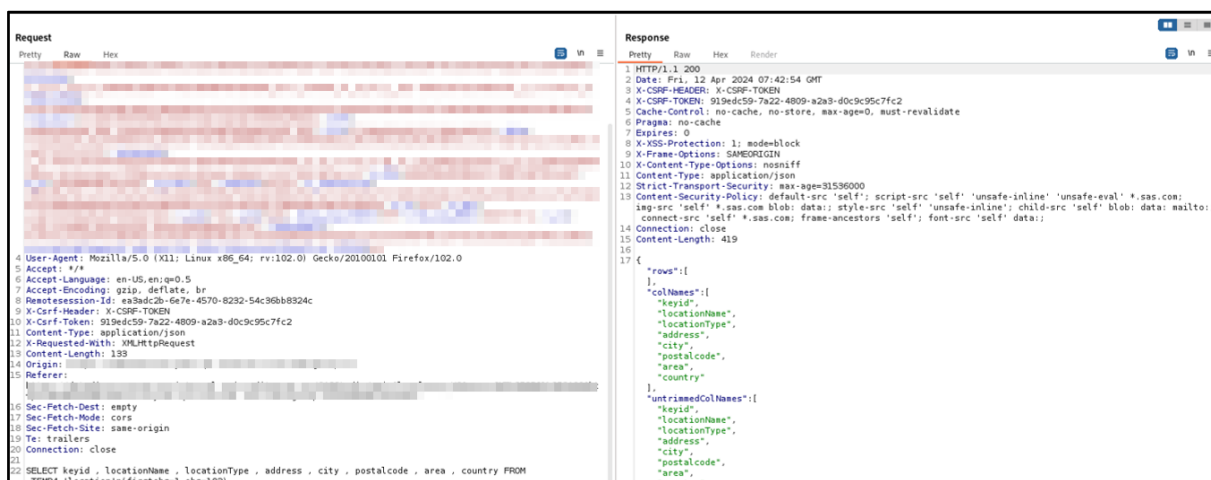 Request
Pretty Raw Hex
\n
4 User-Agent: Mozilla/5.0 (X11; Linux x86_64; rv:102.0) Gecko/20100101 Firefox/102.0
5 Accept: */*
6 Accept-Language: en-US,en;q=0.5
7 Accept-Encoding: gzip, deflate, br
8 Remotesession-Id: ea3adc2b-6e7e-4570-8232-54c36bb8324c
9 X-Csrf-Header: X-CSRF-TOKEN
10 X-Csrf-Token: 919edc59-7a22-4809-a2a3-d0c9c95c7fc2
11 Content-Type: application/json
12 X-Requested-With: XMLHttpRequest
13 Content-Length: 133
14 Origin:
15 Referer:
16 Sec-Fetch-Dest: empty
17 Sec-Fetch-Mode: cors
18 Sec-Fetch-Site: same-origin
19 Te: trailers
20 Connection: close
21
22 SELECT keyid , locationName , locationType , address , city , postalcode , area , country FROM
Response
Pretty Raw Hex Render
\n
1 HTTP/1.1 200
2 Date: Fri, 12 Apr 2024 07:42:54 GMT
3 X-CSRF-HEADER: X-CSRF-TOKEN
4 X-CSRF-TOKEN: 919edc59-7a22-4809-a2a3-d0c9c95c7fc2
5 Cache-Control: no-cache, no-store, max-age=0, must-revalidate
6 Pragma: no-cache
7 Expires: 0
8 X-XSS-Protection: 1; mode=block
9 X-Frame-Options: SAMEORIGIN
10 X-Content-Type-Options: nosniff
11 Content-Type: application/json
12 Strict-Transport-Security: max-age=31536000
13 Content-Security-Policy: default-src 'self'; script-src 'self' 'unsafe-inline' 'unsafe-eval' *.sas.com;
img-src 'self' *.sas.com blob: data:; style-src 'self' 'unsafe-inline'; child-src 'self' blob: data: mailto:
connect-src 'self' *.sas.com; frame-ancestors 'self'; font-src 'self' data:;
14 Connection: close
15 Content-Length: 419
16
17 {
"rows":[
],
"colNames":[
"keyid",
"locationName",
"locationType",
"address",
"city",
"postalcode",
"area",
"country"
],
"untrimmedColNames":[
"keyid",
"locationName",
"locationType",
"address",
"city",
"postalcode",
"area",